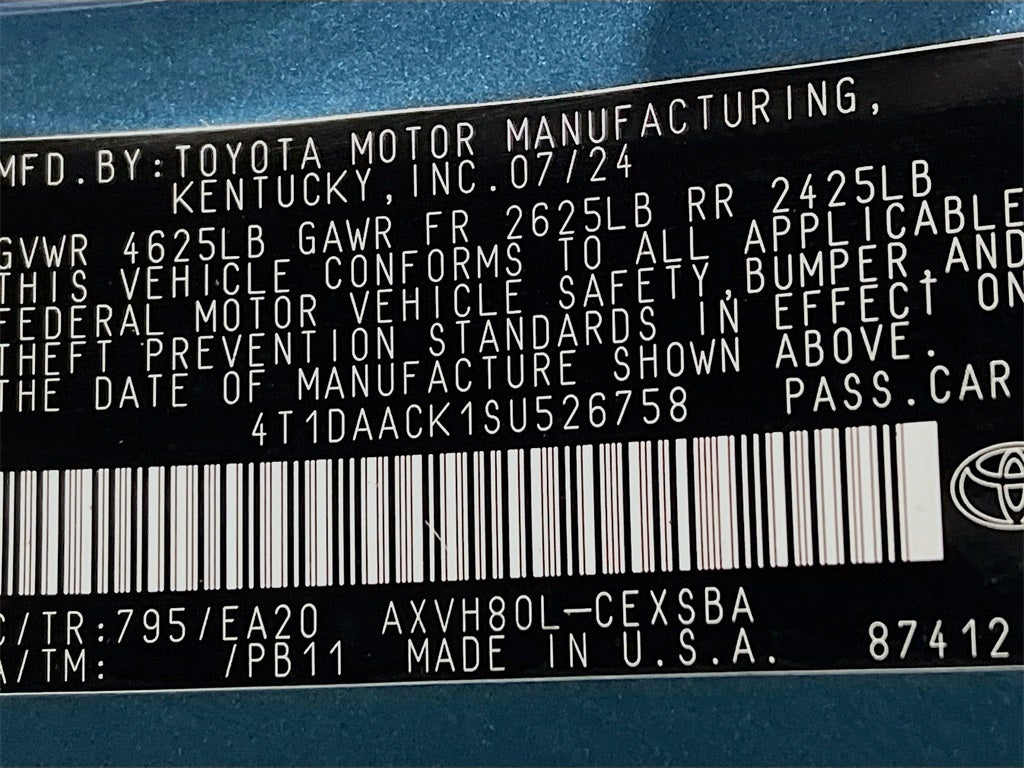 MFD.BY:TOYOTA MOTOR MANUFACTURING,
KENTUCKY, INC.07/24
GVWR 4625LB GAWR FR 2625LB RR 2425LB
THIS VEHICLE CONFORMS TO ALL APPLICABLE
FEDERAL MOTOR VEHICLE SAFETY,BUMPER,AND
THEFT PREVENTION STANDARDS IN EFFECT ON
THE DATE OF MANUFACTURE SHOWN ABOVE.
4T1DAACK1SU526758 PASS.CAR
C/TR:795/EA20 AXVH80L-CEXSBA
A/TM: /PB11 MADE IN U.S.A. 87412